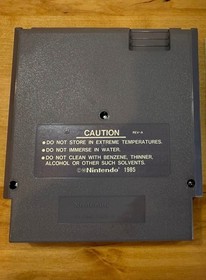 CAUTION
• DO NOT STORE IN EXTREME TEMPERATURES.
• DO NOT IMMERSE IN WATER.
• DO NOT CLEAN WITH BENZENE, THINNER,
ALCOHOL OR OTHER SUCH SOLVENTS.
©®Nintendo 1985